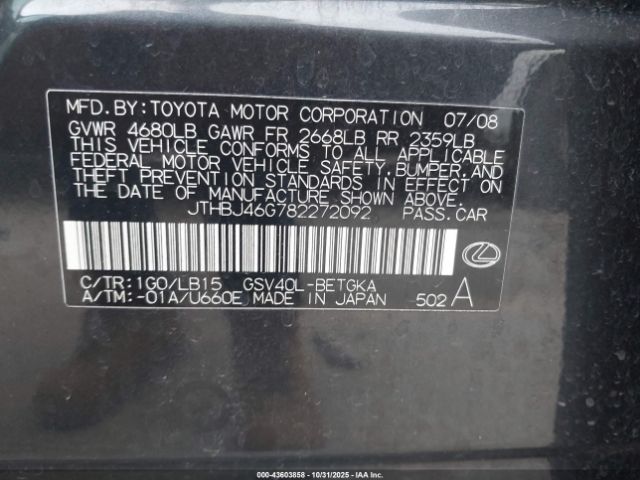 MFD.BY:TOYOTA MOTOR CORPORATION 07/08
GVWR 4680LB GAWR FR 2668LB RR 2359LB
THIS VEHICLE CONFORMS TO ALL APPLICABLE
FEDERAL MOTOR VEHICLE SAFETY,BUMPER,AND
THEFT PREVENTION STANDARDS IN EFFECT ON
THE DATE OF MANUFACTURE SHOWN ABOVE.
JTHBJ46G782272092 PASS.CAR
C/TR:1G0/LB15 GSV40L-BETGKA
A/TM:-01A/U660E MADE IN JAPAN 502 A
000-43603858 - 10/31/2025 - IAA Inc.